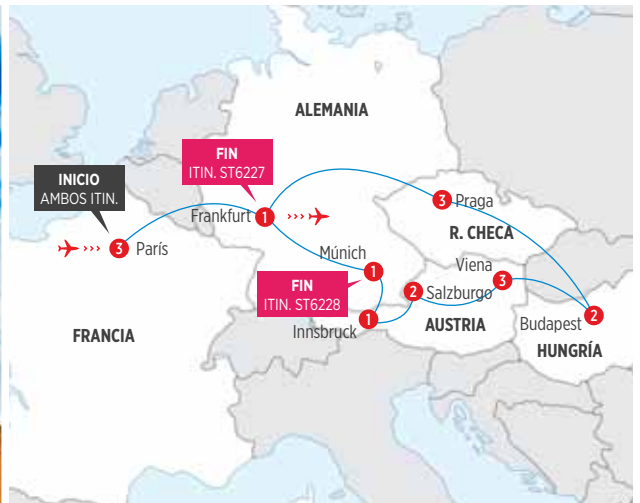 ALEMANIA
FIN
ITIN. ST6227
INICIO
AMBOS ITIN.
3 Praga
Frankfurt 1
R. CHECA
3 París
Múnich
1
Viena
3
FIN
ITIN. ST6228
2 Salzburgo
Innsbruck 1
AUSTRIA
Budapest 2
FRANCIA
HUNGRÍA